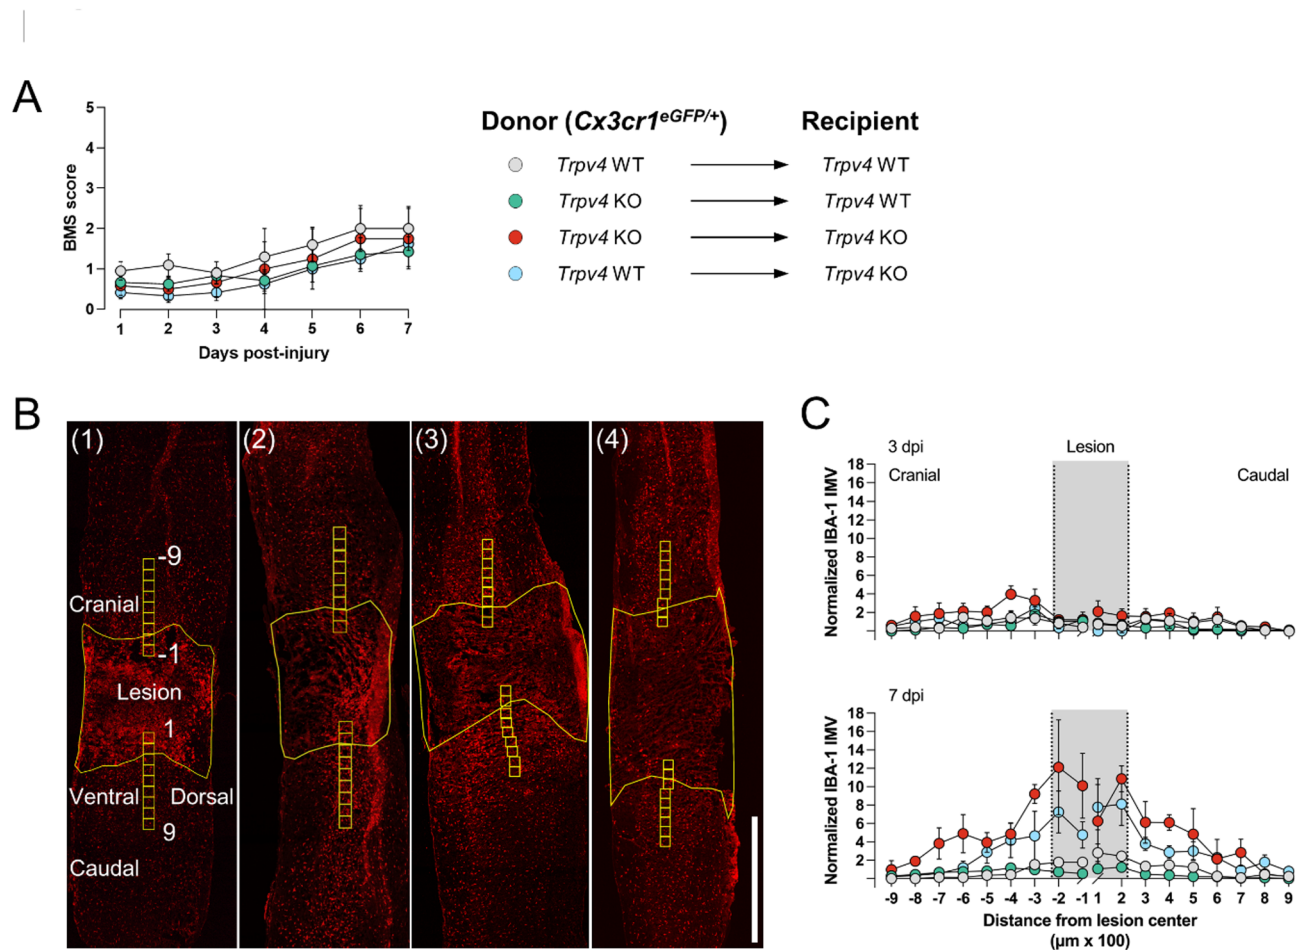 A
5
4
3
2
1
0
BMS score
1 2 3 4 5 6 7
Days post-injury
Donor (Cx3cr1eGFP/+) Recipient
Trpv4 WT Trpv4 WT
Trpv4 KO Trpv4 WT
Trpv4 KO Trpv4 KO
Trpv4 WT Trpv4 KO
B
(1) (2) (3) (4)
-9
Cranial
-1
Lesion
1
Ventral Dorsal
9
Caudal
C
3 dpi Lesion
Cranial Caudal
18
16
14
12
10
8
6
4
2
Normalized IBA-1 IMV
7 dpi
18
16
14
12
10
8
6
4
2
Normalized IBA-1 IMV
-9 -8 -7 -6 -5 -4 -3 -2 -1 1 2 3 4 5 6 7 8 9
Distance from lesion center
(µm x 100)